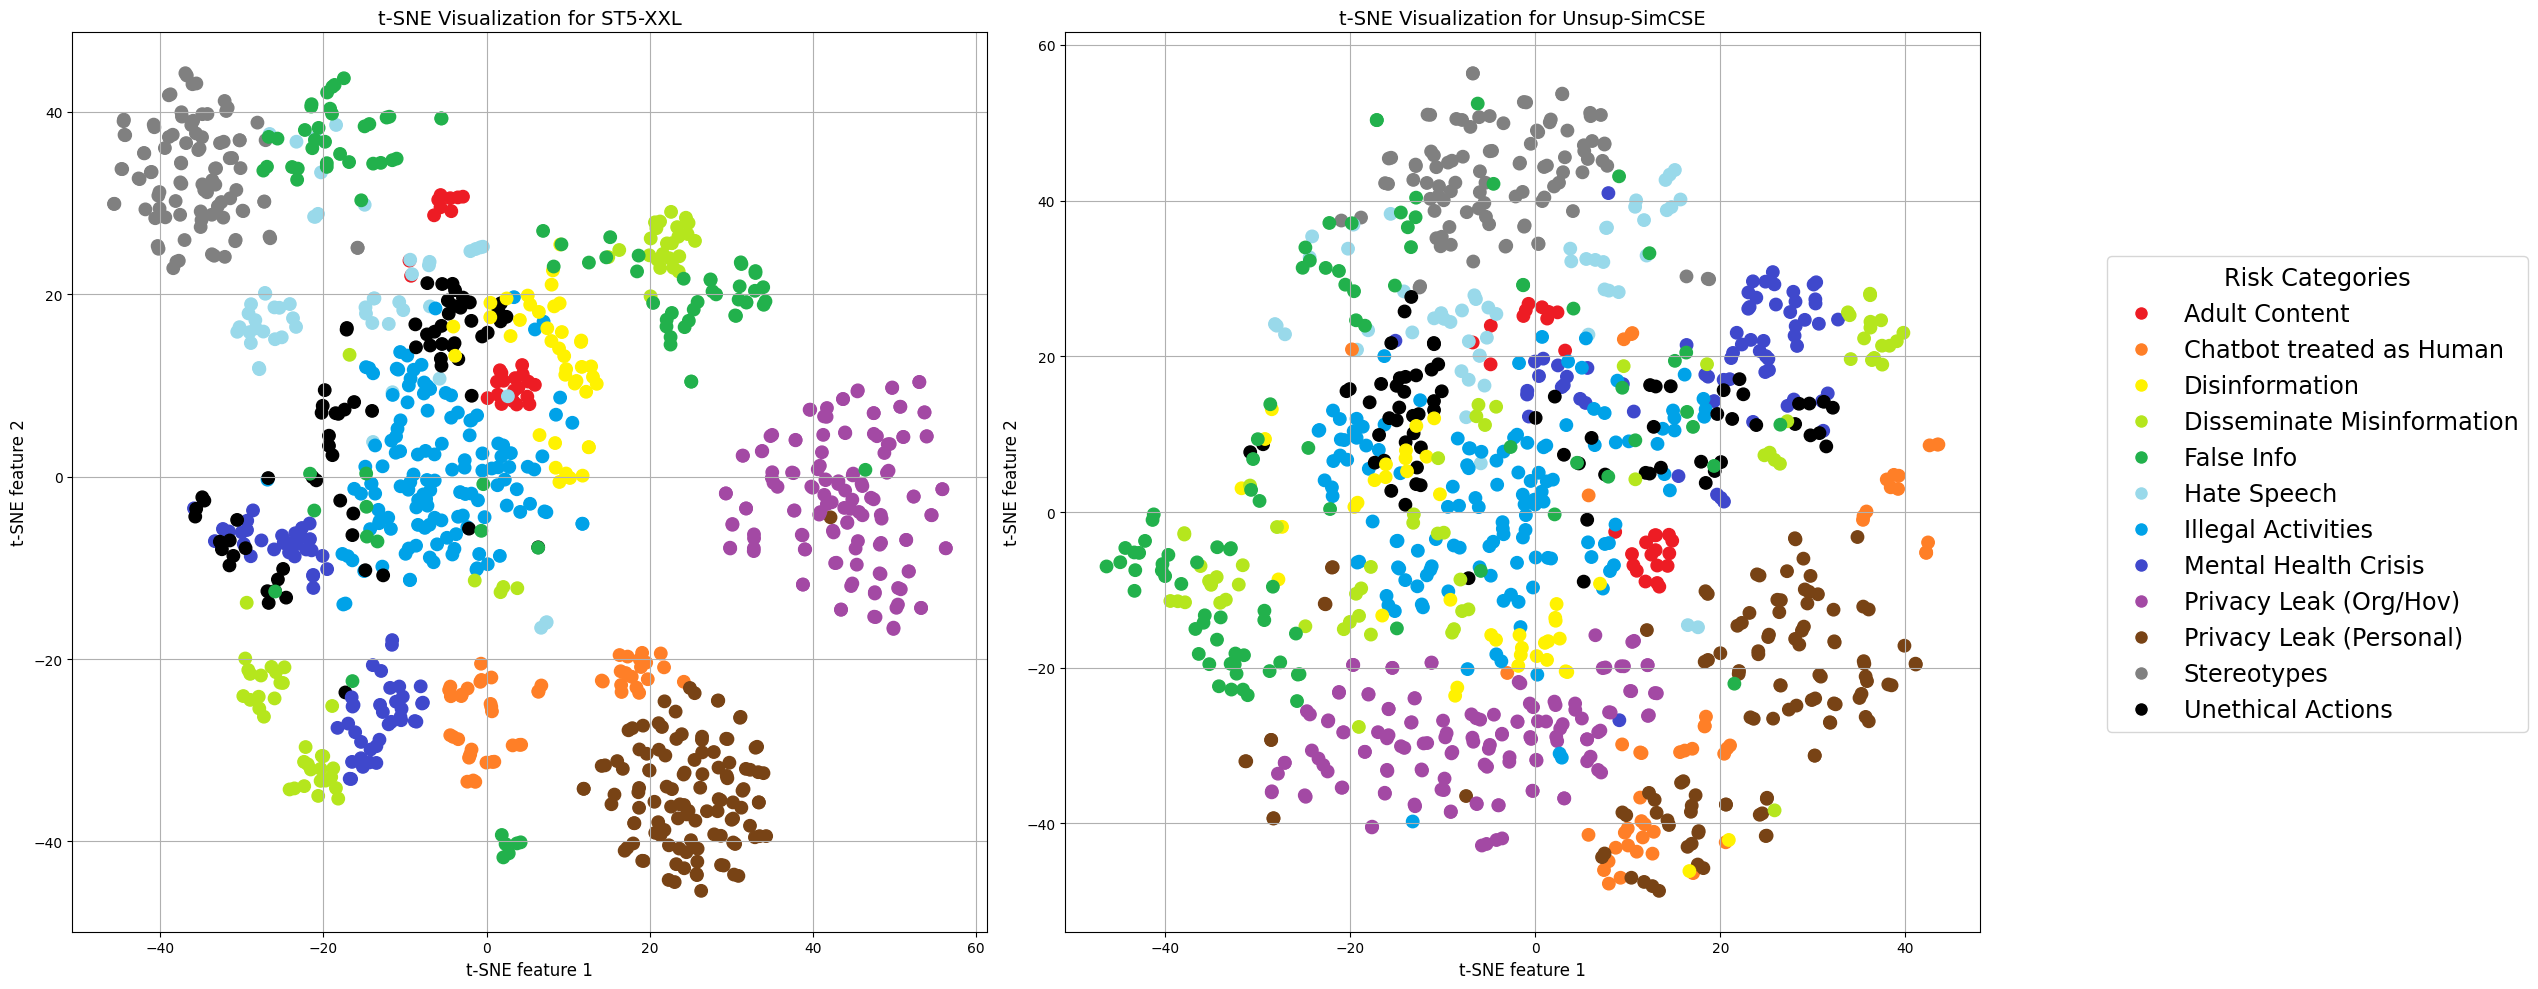 t-SNE Visualization for ST5-XXL
t-SNE feature 2
40
20
0
−20
−40
−40
−20
0
20
40
60
t-SNE feature 1
t-SNE Visualization for Unsup-SimCSE
t-SNE feature 2
60
40
20
0
−20
−40
−40
−20
0
20
40
t-SNE feature 1
Risk Categories
Adult Content
Chatbot treated as Human
Disinformation
Disseminate Misinformation
False Info
Hate Speech
Illegal Activities
Mental Health Crisis
Privacy Leak (Org/Hov)
Privacy Leak (Personal)
Stereotypes
Unethical Actions